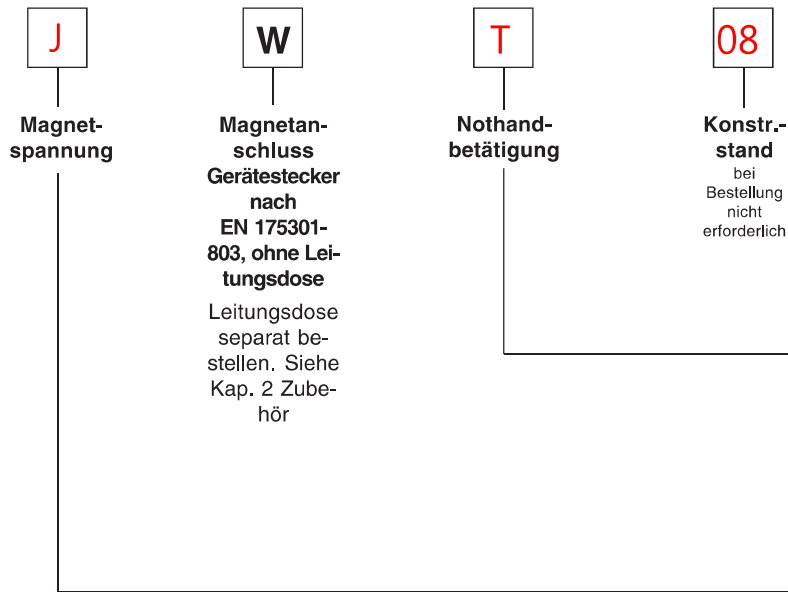 J
W
T
08
Magnet-
spannung
Magnetan-
schluss
Gerätestecker
nach
EN 175301-
803, ohne Lei-
tungsdose
Leitungsdose
separat be-
stellen. Siehe
Kap. 2 Zube-
hör
Nothand-
betätigung
Konstr.-
stand
bei
Bestellung
nicht
erforderlich